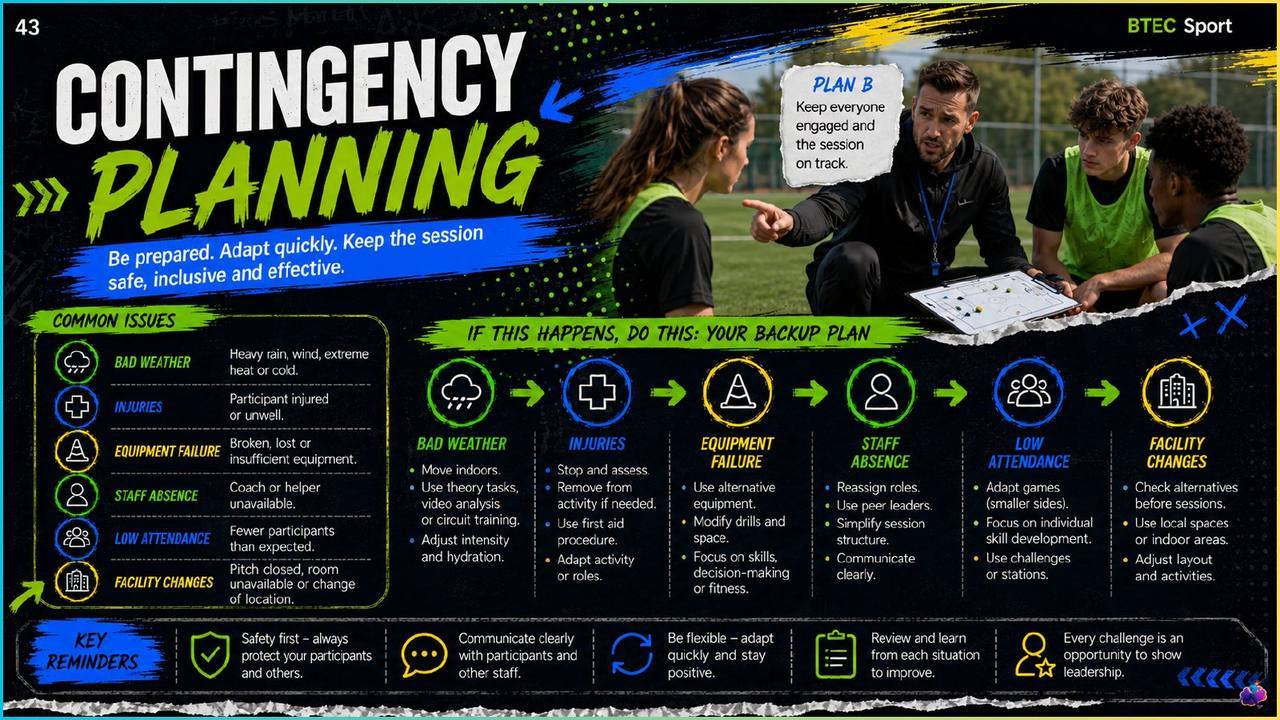 43
BTEC Sport
CONTINGENCY
PLANNING
Be prepared. Adapt quickly. Keep the session
safe, inclusive and effective.
PLAN B
Keep everyone
engaged and
the session
on track.
COMMON ISSUES
BAD WEATHER
Heavy rain, wind, extreme
heat or cold.
INJURIES
Participant injured
or unwell.
EQUIPMENT FAILURE
Broken, lost or
insufficient equipment.
STAFF ABSENCE
Coach or helper
unavailable.
LOW ATTENDANCE
Fewer participants
than expected.
FACILITY CHANGES
Pitch closed, room
unavailable or change
of location.
IF THIS HAPPENS, DO THIS: YOUR BACKUP PLAN
BAD WEATHER
• Move indoors.
• Use theory tasks,
video analysis
or circuit training.
• Adjust intensity
and hydration.
INJURIES
• Stop and assess.
• Remove from
activity if needed.
• Use first aid
procedure.
• Adapt activity
or roles.
EQUIPMENT
FAILURE
• Use alternative
equipment.
• Modify drills and
space.
• Focus on skills,
decision-making
or fitness.
STAFF
ABSENCE
• Reassign roles.
• Use peer leaders.
• Simplify session
structure.
• Communicate
clearly.
LOW
ATTENDANCE
• Adapt games
(smaller sides).
• Focus on individual
skill development.
• Use challenges
or stations.
FACILITY
CHANGES
• Check alternatives
before sessions.
• Use local spaces
or indoor areas.
• Adjust layout
and activities.
KEY
REMINDERS
Safety first – always
protect your participants
and others.
Communicate clearly
with participants and
other staff.
Be flexible – adapt
quickly and stay
positive.
Review and learn
from each situation
to improve.
Every challenge is an
opportunity to show
leadership.